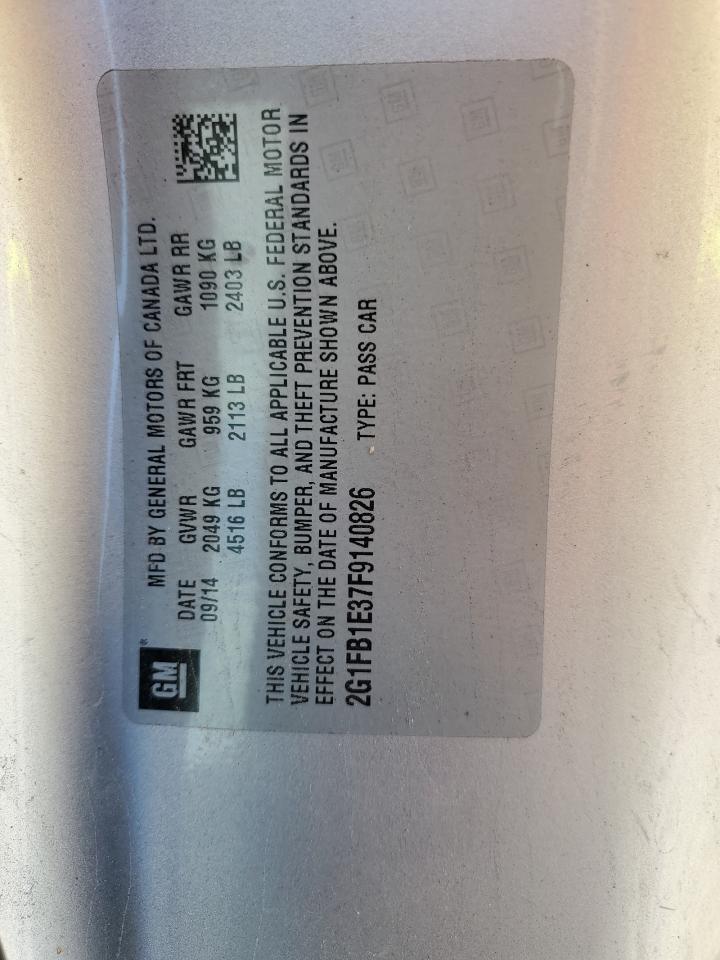 GM®
MFD BY GENERAL MOTORS OF CANADA LTD.
DATE GVWR GAWR FRT GAWR RR
09/14 2049 KG 959 KG 1090 KG
4516 LB 2113 LB 2403 LB
THIS VEHICLE CONFORMS TO ALL APPLICABLE U.S. FEDERAL MOTOR
VEHICLE SAFETY, BUMPER, AND THEFT PREVENTION STANDARDS IN
EFFECT ON THE DATE OF MANUFACTURE SHOWN ABOVE.
2G1FB1E37F9140826 TYPE: PASS CAR